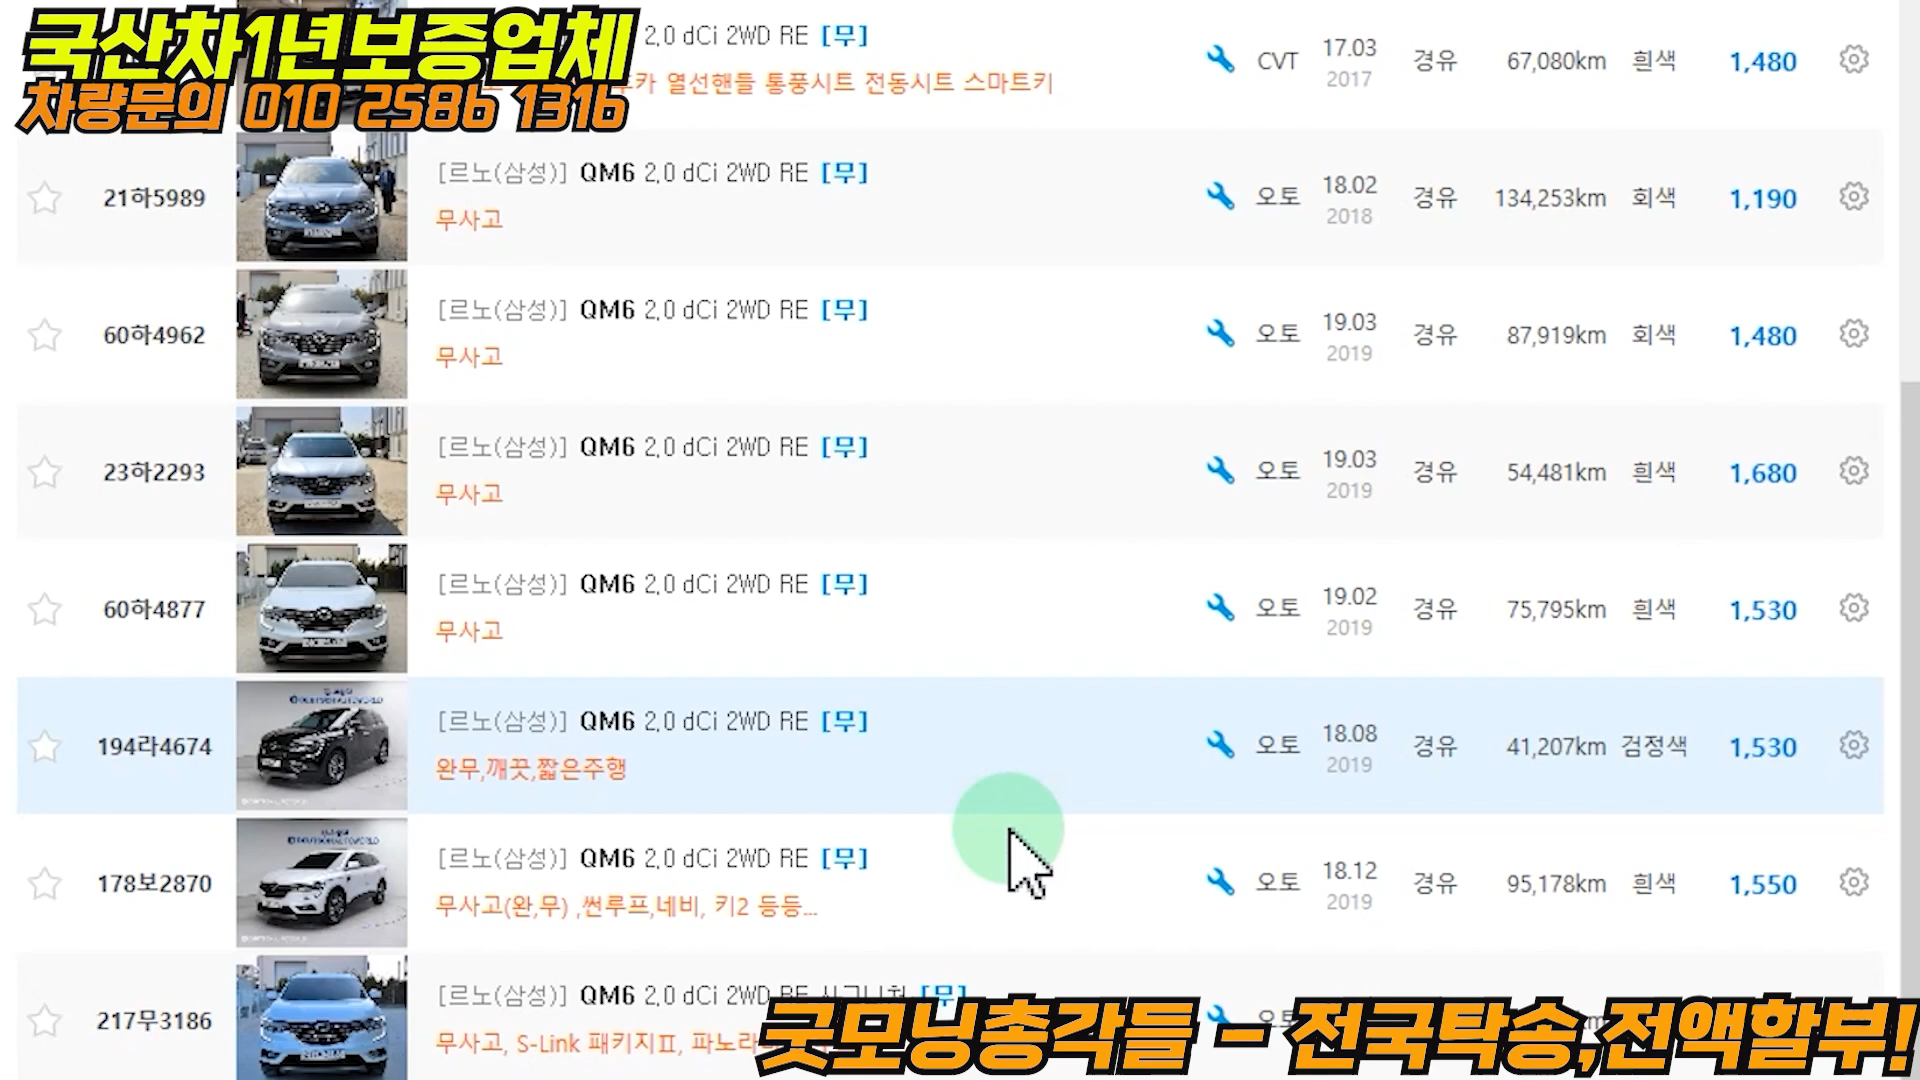 국산차1년보증업체
차량문의 010 2586 1316
2.0 dCi 2WD RE [무]
카 열선핸들 통풍시트 전동시트 스마트키
CVT 17.03 2017 경유 67,080km 흰색 1,480
21하5989 [르노(삼성)] QM6 2.0 dCi 2WD RE [무]
무사고
오토 18.02 2018 경유 134,253km 회색 1,190
60하4962 [르노(삼성)] QM6 2.0 dCi 2WD RE [무]
무사고
오토 19.03 2019 경유 87,919km 회색 1,480
23하2293 [르노(삼성)] QM6 2.0 dCi 2WD RE [무]
무사고
오토 19.03 2019 경유 54,481km 흰색 1,680
60하4877 [르노(삼성)] QM6 2.0 dCi 2WD RE [무]
무사고
오토 19.02 2019 경유 75,795km 흰색 1,530
194라4674 [르노(삼성)] QM6 2.0 dCi 2WD RE [무]
완무,깨끗,짧은주행
오토 18.08 2019 경유 41,207km 검정색 1,530
178보2870 [르노(삼성)] QM6 2.0 dCi 2WD RE [무]
무사고(완,무) ,썬루프,네비, 키2 등등...
오토 18.12 2019 경유 95,178km 흰색 1,550
217무3186 [르노(삼성)] QM6 2.0 dCi 2WD RE 시그니처 [무]
무사고, S-Link 패키지Ⅱ, 파노라
굿모닝총각들 - 전국탁송,전액할부!